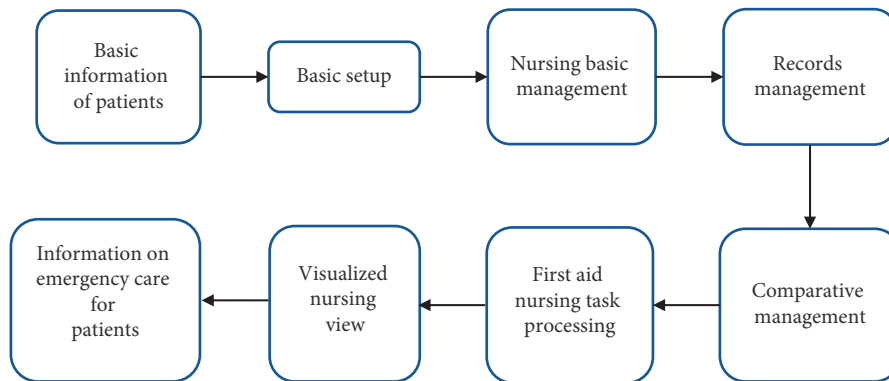 Basic
information
of patients
Basic setup
Nursing basic
management
Records
management
Information on
emergency care
for
patients
Visualized
nursing
view
First aid
nursing task
processing
Comparative
management